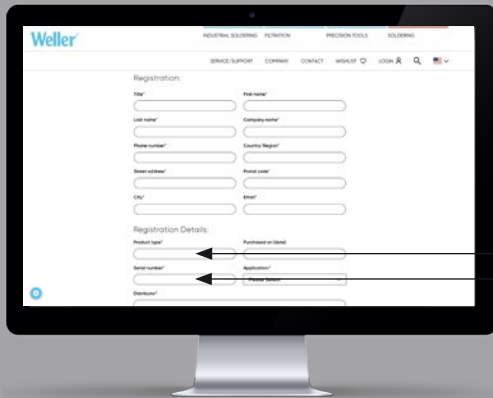 Weller
INDUSTRIAL SOLDERING FILTRATION PRECISION TOOLS SOLDERING
SERVICE/SUPPORT COMPANY CONTACT WISHLIST LOGIN
Registration:
Title* First name*
Last name* Company name*
Phone number* Country/Region*
Street address* Postal code*
City* Email*
Registration Details:
Product type* Purchased on (date)
Serial number* Application:*
Please Select
Distributor*